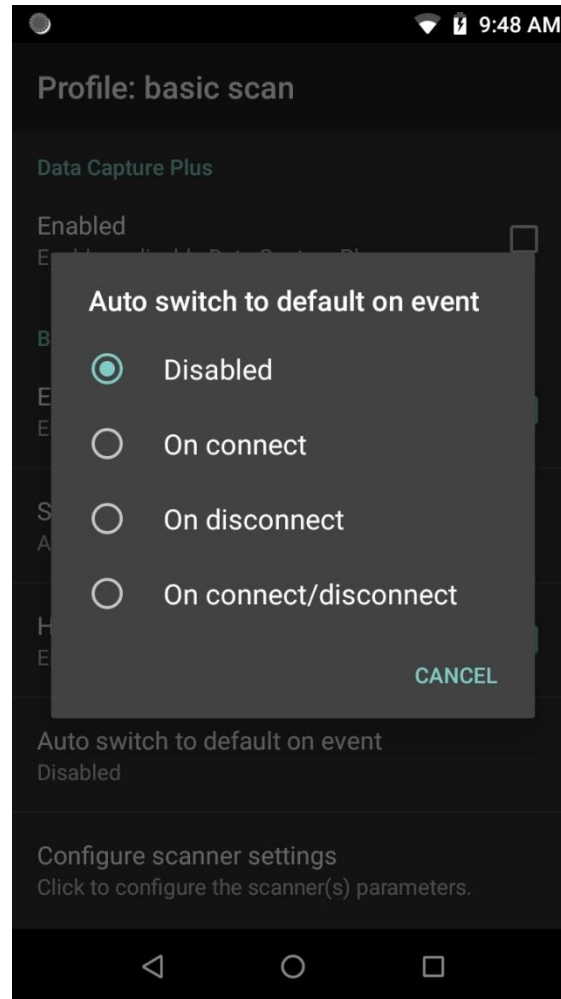 9:48 AM
Profile: basic scan
Data Capture Plus
Enabled
Auto switch to default on event
Disabled
On connect
On disconnect
On connect/disconnect
CANCEL
Auto switch to default on event
Disabled
Configure scanner settings
Click to configure the scanner(s) parameters.